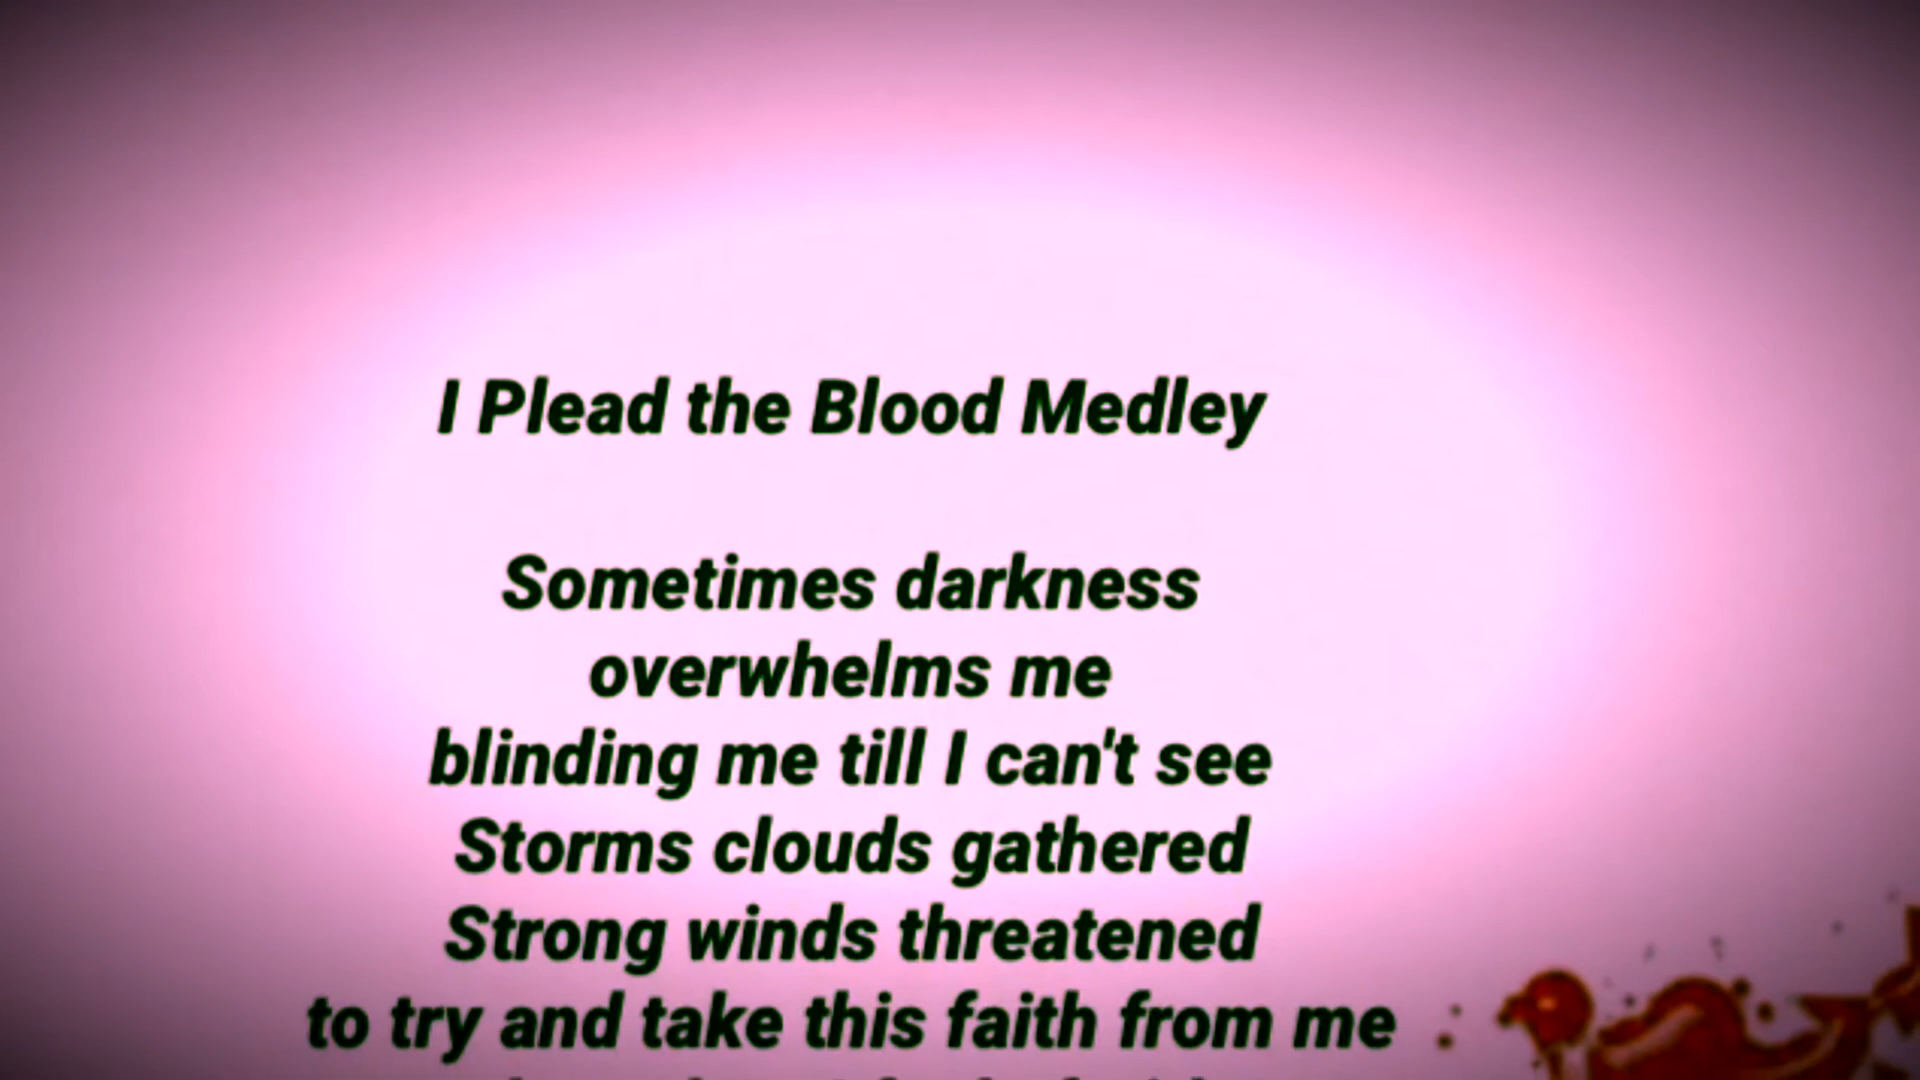 I Plead the Blood Medley
Sometimes darkness
overwhelms me
blinding me till I can't see
Storms clouds gathered
Strong winds threatened
to try and take this faith from me